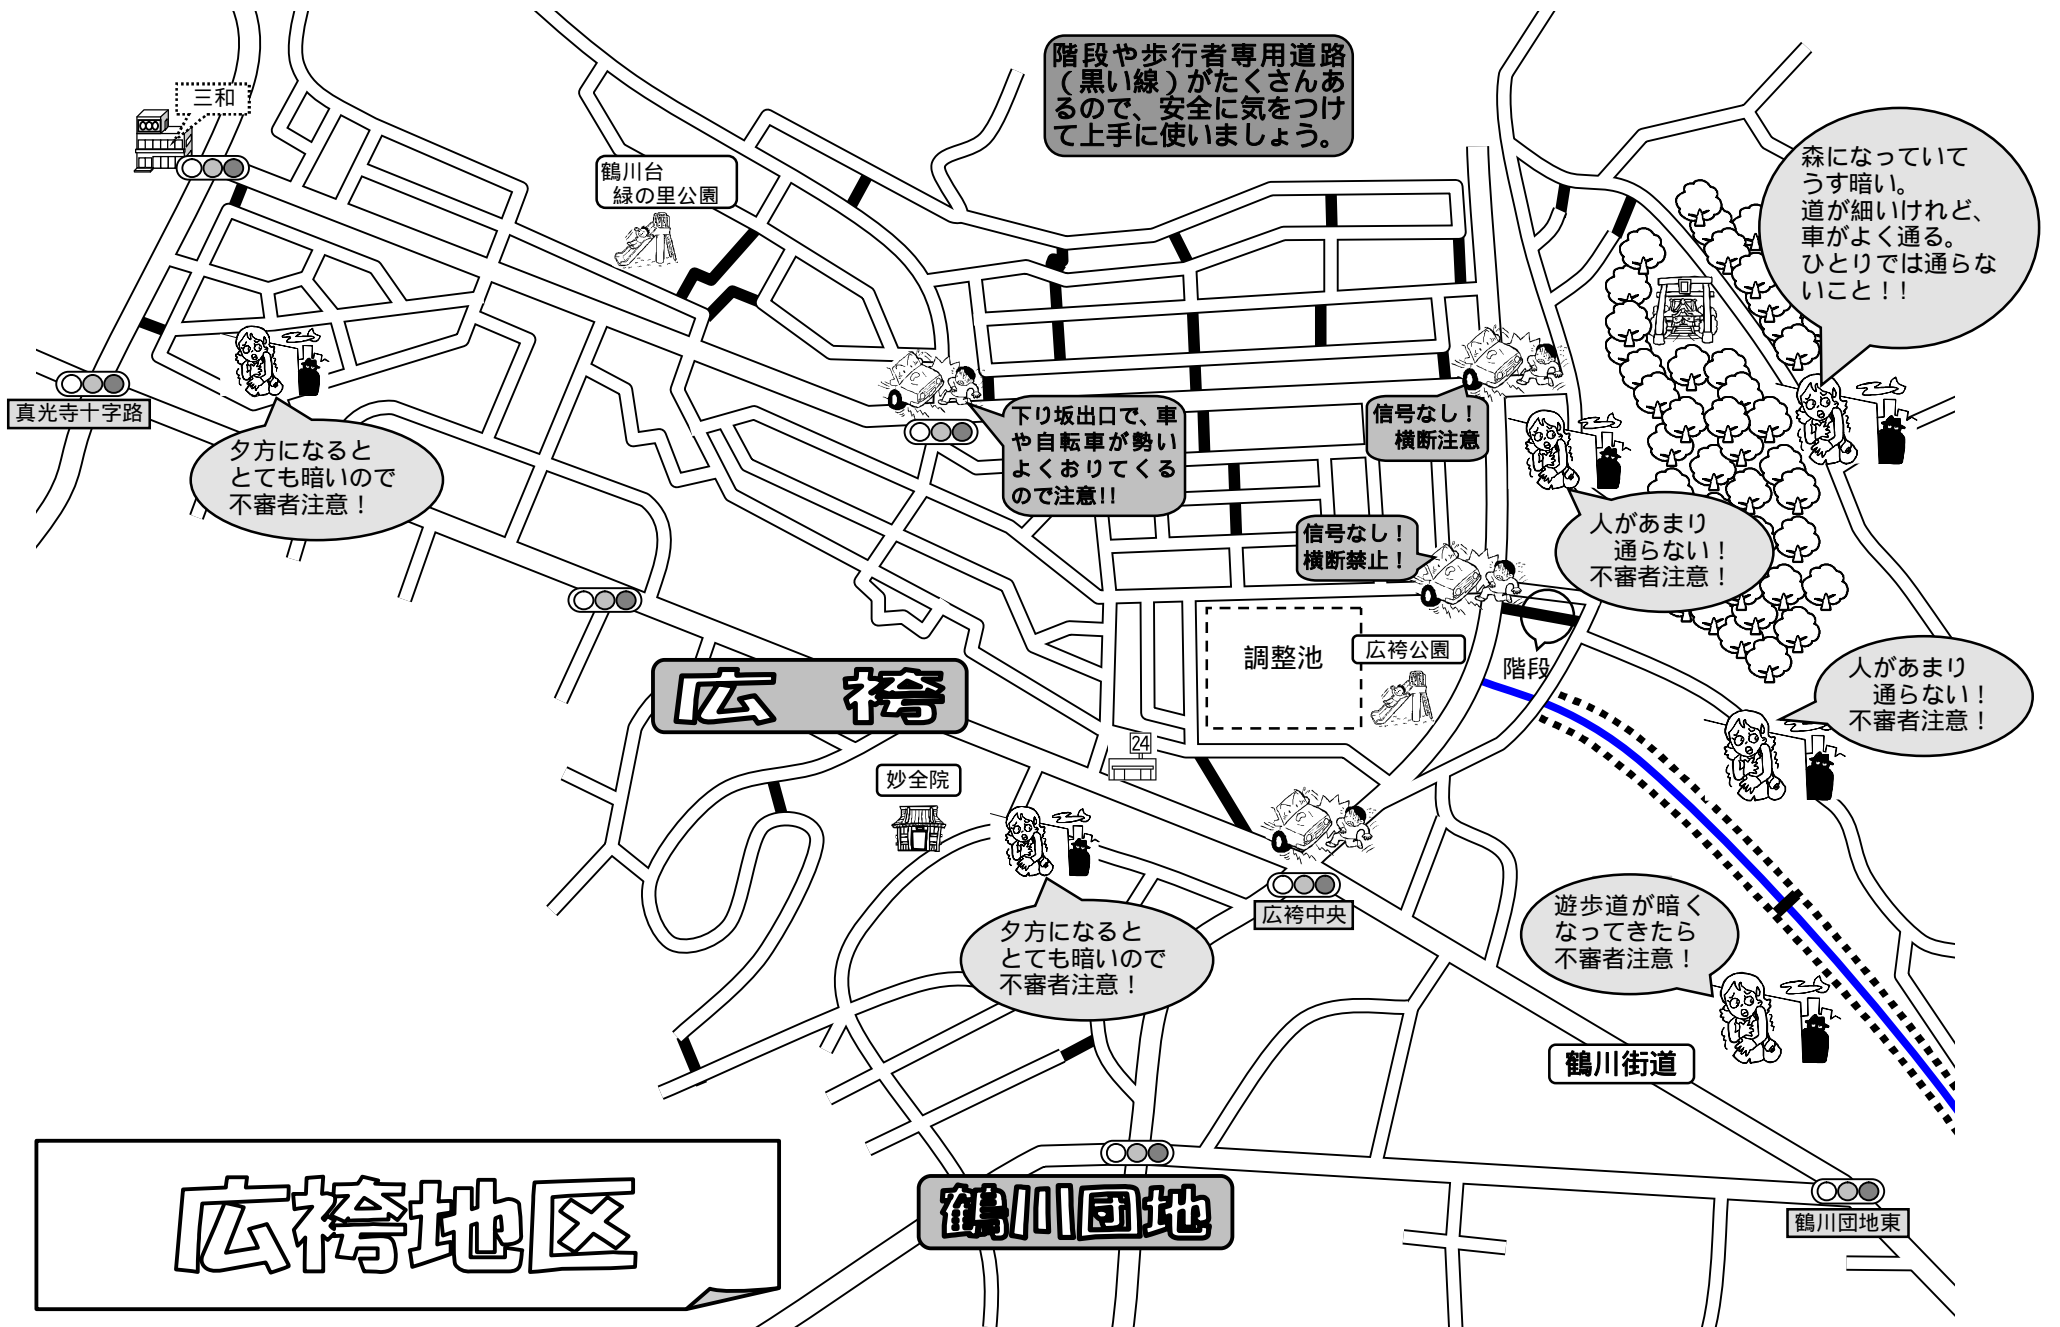 階段や歩行者専用道路
（黒い線）がたくさんあ
るので、安全に気をつけ
て上手に使いましょう。
三和
鶴川台
緑の里公園
森になっていて
うす暗い。
道が細いけれど、
車がよく通る。
ひとりでは通らな
いこと！！
真光寺十字路
夕方になると
とても暗いので
不審者注意！
下り坂出口で、車
や自転車が勢い
よくおりてくる
ので注意!!
信号なし！
横断注意
信号なし！
横断禁止！
人があまり
通らない！
不審者注意！
調整池
広袴公園
階段
人があまり
通らない！
不審者注意！
広 袴
24
妙全院
広袴中央
夕方になると
とても暗いので
不審者注意！
遊歩道が暗く
なってきたら
不審者注意！
鶴川街道
広袴地区
鶴川団地
鶴川団地東